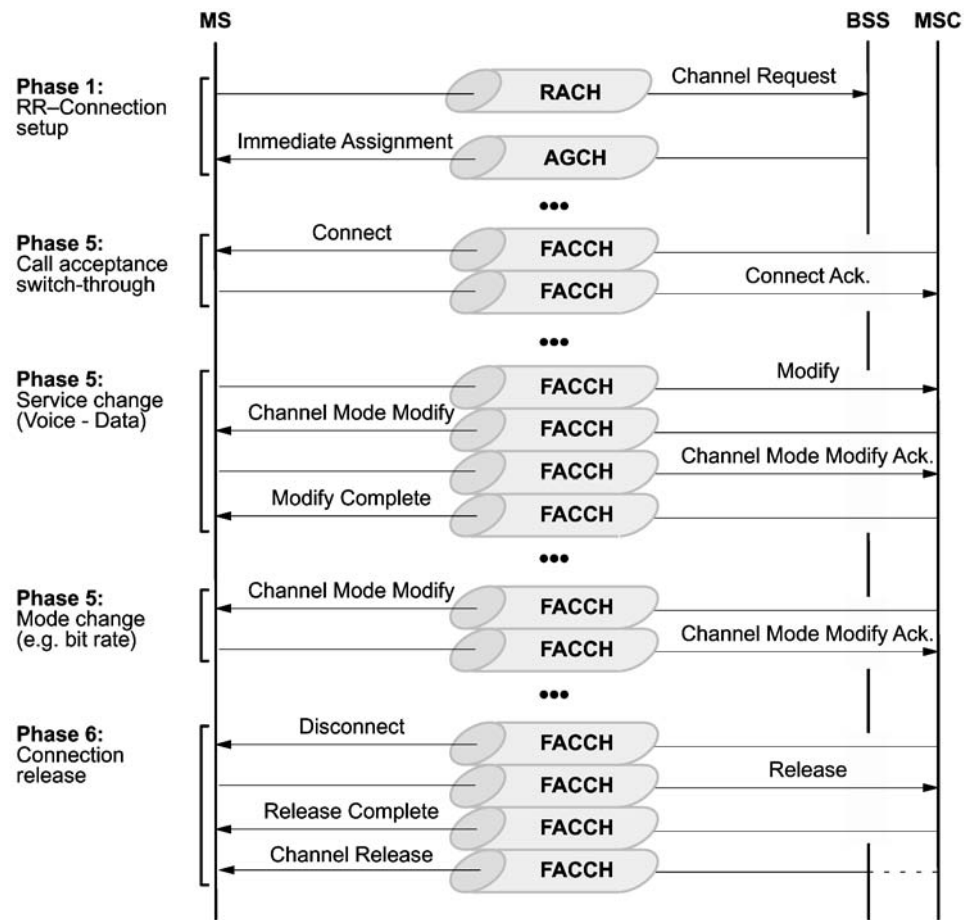 MS BSS MSC
Phase 1:
RR–Connection
setup
RACH
Channel Request
Immediate Assignment
AGCH
•••
Phase 5:
Call acceptance
switch-through
Connect
FACCH
FACCH
Connect Ack.
•••
Phase 5:
Service change
(Voice - Data)
FACCH
Modify
Channel Mode Modify
FACCH
FACCH
Channel Mode Modify Ack.
Modify Complete
FACCH
•••
Phase 5:
Mode change
(e.g. bit rate)
Channel Mode Modify
FACCH
FACCH
Channel Mode Modify Ack.
•••
Phase 6:
Connection
release
Disconnect
FACCH
FACCH
Release
Release Complete
FACCH
Channel Release
FACCH